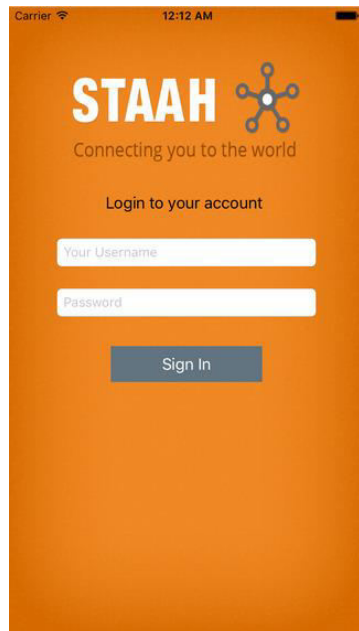 Carrier 12:12 AM
STAAH
Connecting you to the world
Login to your account
Your Username
Password
Sign In